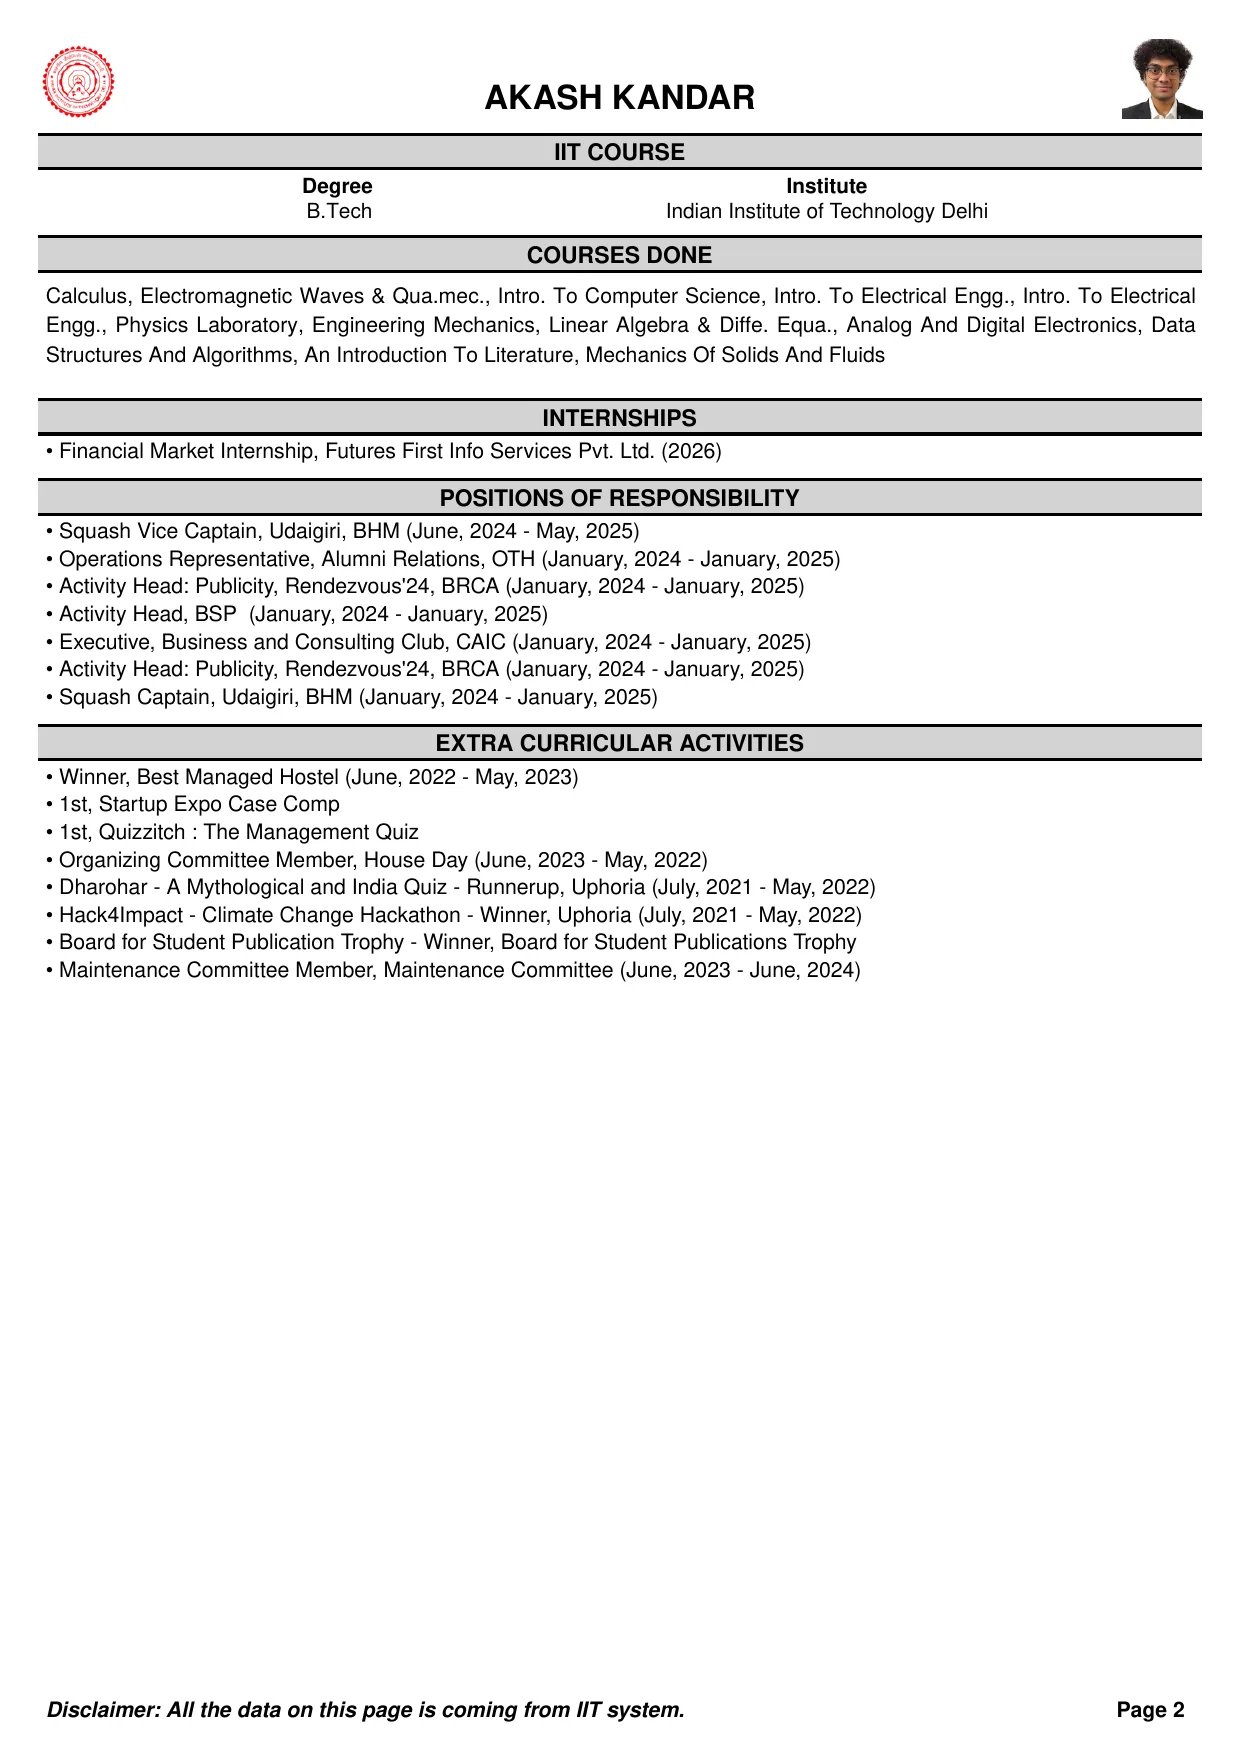 AKASH KANDAR
IIT COURSE
Degree Institute
B.Tech Indian Institute of Technology Delhi
COURSES DONE
Calculus, Electromagnetic Waves & Qua.mec., Intro. To Computer Science, Intro. To Electrical Engg., Intro. To Electrical
Engg., Physics Laboratory, Engineering Mechanics, Linear Algebra & Diffe. Equa., Analog And Digital Electronics, Data
Structures And Algorithms, An Introduction To Literature, Mechanics Of Solids And Fluids
INTERNSHIPS
• Financial Market Internship, Futures First Info Services Pvt. Ltd. (2026)
POSITIONS OF RESPONSIBILITY
• Squash Vice Captain, Udaigiri, BHM (June, 2024 - May, 2025)
• Operations Representative, Alumni Relations, OTH (January, 2024 - January, 2025)
• Activity Head: Publicity, Rendezvous'24, BRCA (January, 2024 - January, 2025)
• Activity Head, BSP (January, 2024 - January, 2025)
• Executive, Business and Consulting Club, CAIC (January, 2024 - January, 2025)
• Activity Head: Publicity, Rendezvous'24, BRCA (January, 2024 - January, 2025)
• Squash Captain, Udaigiri, BHM (January, 2024 - January, 2025)
EXTRA CURRICULAR ACTIVITIES
• Winner, Best Managed Hostel (June, 2022 - May, 2023)
• 1st, Startup Expo Case Comp
• 1st, Quizzitch : The Management Quiz
• Organizing Committee Member, House Day (June, 2023 - May, 2022)
• Dharohar - A Mythological and India Quiz - Runnerup, Uphoria (July, 2021 - May, 2022)
• Hack4Impact - Climate Change Hackathon - Winner, Uphoria (July, 2021 - May, 2022)
• Board for Student Publication Trophy - Winner, Board for Student Publications Trophy
• Maintenance Committee Member, Maintenance Committee (June, 2023 - June, 2024)
Disclaimer: All the data on this page is coming from IIT system. Page 2